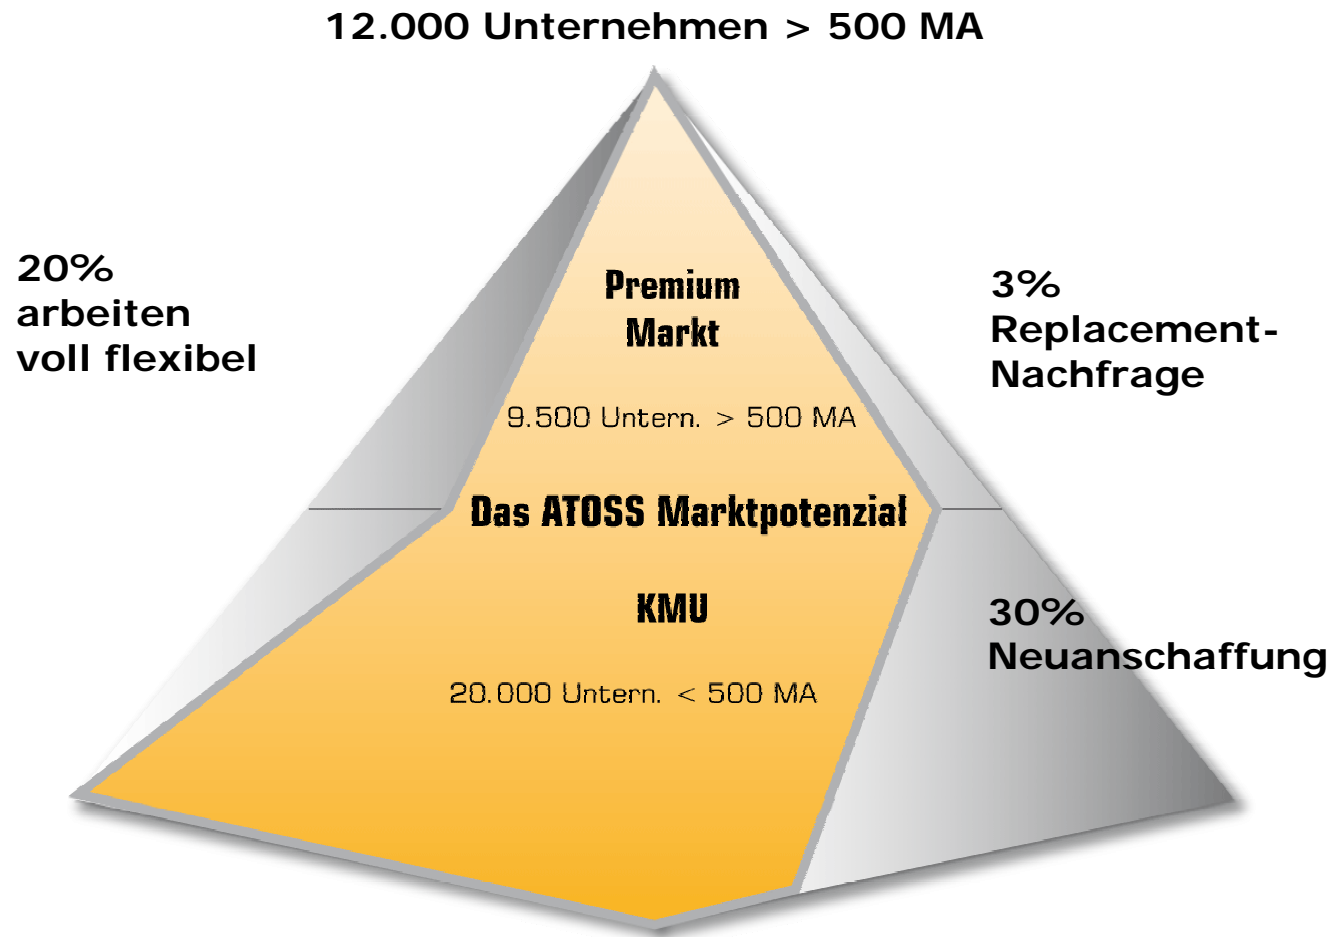 12.000 Unternehmen > 500 MA
20%
arbeiten
voll flexibel
Premium
Markt
9.500 Untern. > 500 MA
3%
Replacement-
Nachfrage
Das ATOSS Marktpotenzial
KMU
20.000 Untern. < 500 MA
30%
Neuanschaffung